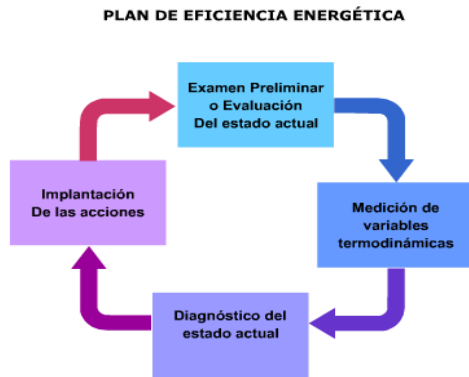 PLAN DE EFICIENCIA ENERGÉTICA
Examen Preliminar
o Evaluación
Del estado actual
Medición de
variables
termodinámicas
Diagnóstico del
estado actual
Implantación
De las acciones